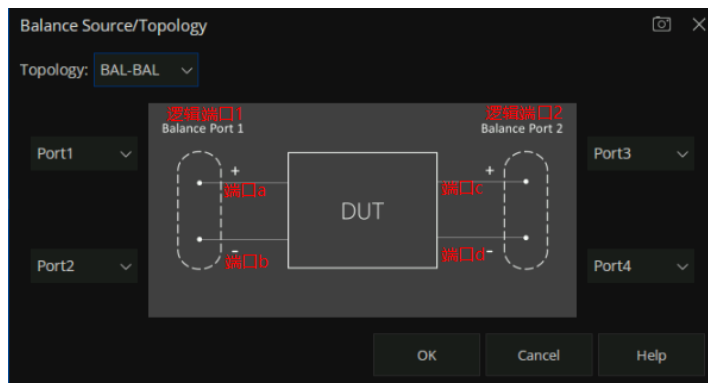 Balance Source/Topology
Topology: BAL-BAL
逻辑端口1
Balance Port 1
逻辑端口2
Balance Port 2
Port1
Port3
+
+
端口a
端口c
DUT
Port2
Port4
-
-
端口b
端口d
OK
Cancel
Help